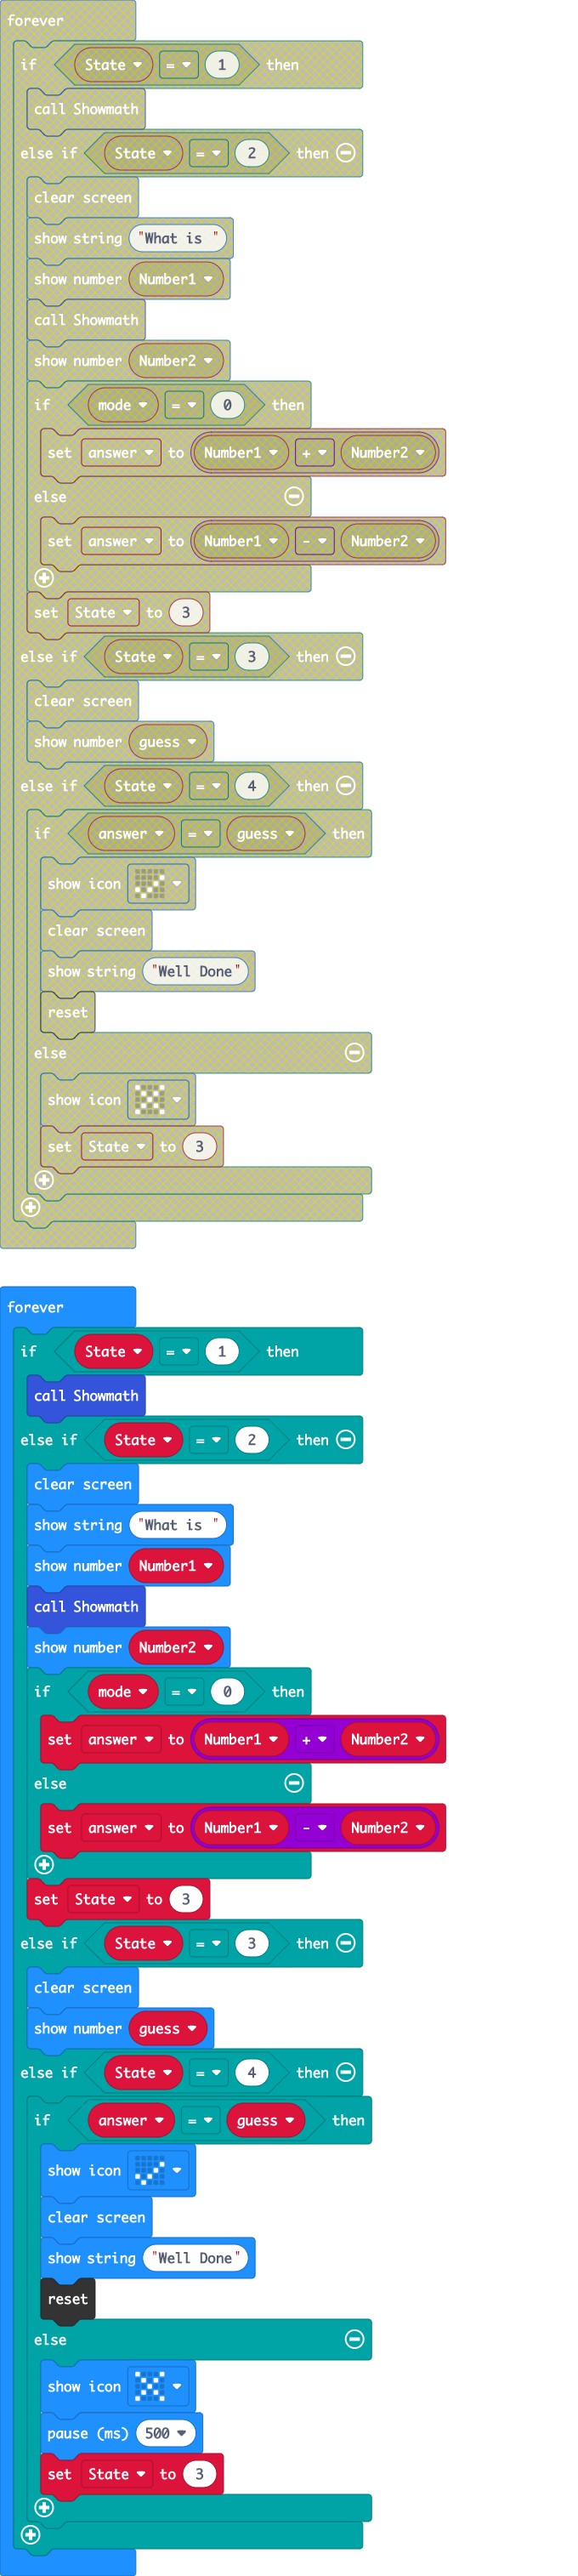 forever
if State = 1 then
call Showmath
else if State = 2 then
clear screen
show string "What is "
show number Number1
call Showmath
show number Number2
if mode = 0 then
set answer to Number1 + Number2
else
set answer to Number1 - Number2
set State to 3
else if State = 3 then
clear screen
show number guess
else if State = 4 then
if answer = guess then
show icon
clear screen
show string "Well Done"
reset
else
show icon
set State to 3
forever
if State = 1 then
call Showmath
else if State = 2 then
clear screen
show string "What is "
show number Number1
call Showmath
show number Number2
if mode = 0 then
set answer to Number1 + Number2
else
set answer to Number1 - Number2
set State to 3
else if State = 3 then
clear screen
show number guess
else if State = 4 then
if answer = guess then
show icon
clear screen
show string "Well Done"
reset
else
show icon
pause (ms) 500
set State to 3